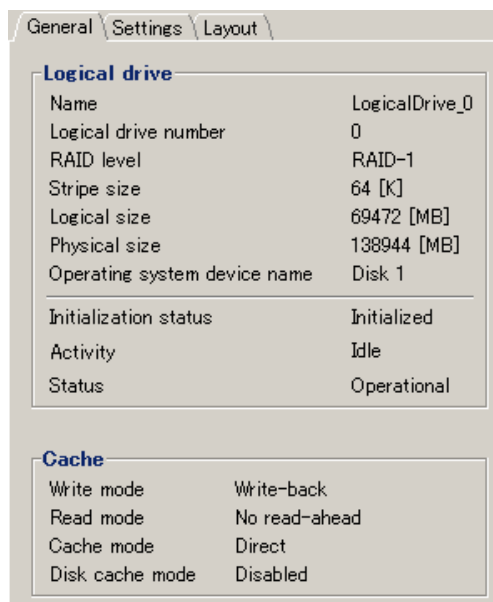 General Settings Layout
Logical drive
Name LogicalDrive_0
Logical drive number 0
RAID level RAID-1
Stripe size 64 [K]
Logical size 69472 [MB]
Physical size 138944 [MB]
Operating system device name Disk 1
Initialization status Initialized
Activity Idle
Status Operational
Cache
Write mode Write-back
Read mode No read-ahead
Cache mode Direct
Disk cache mode Disabled